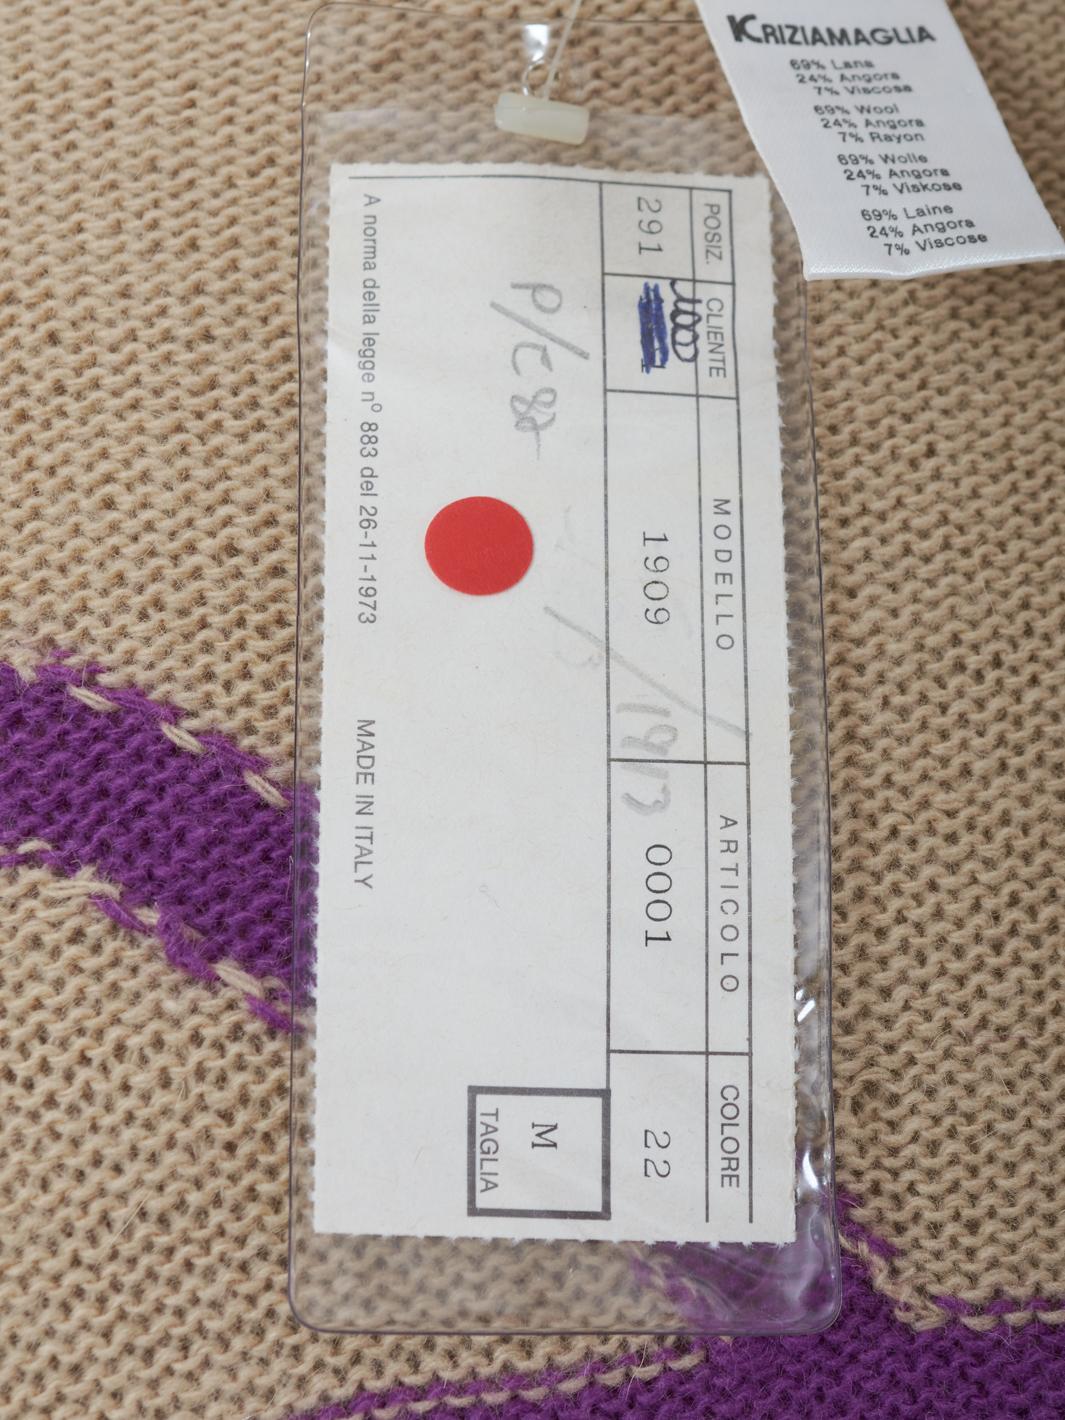 KRIZIAMAGLIA
69% Lana
24% Angora
7% Viscosa
69% Wool
24% Angora
7% Rayon
69% Wolle
24% Angora
7% Viskose
69% Laine
24% Angora
7% Viscose
POSIZ. CLIENTE MODELLO ARTICOLO COLORE
291 1909 0001 22
M
TAGLIA
A norma della legge nº 883 del 26-11-1973 MADE IN ITALY